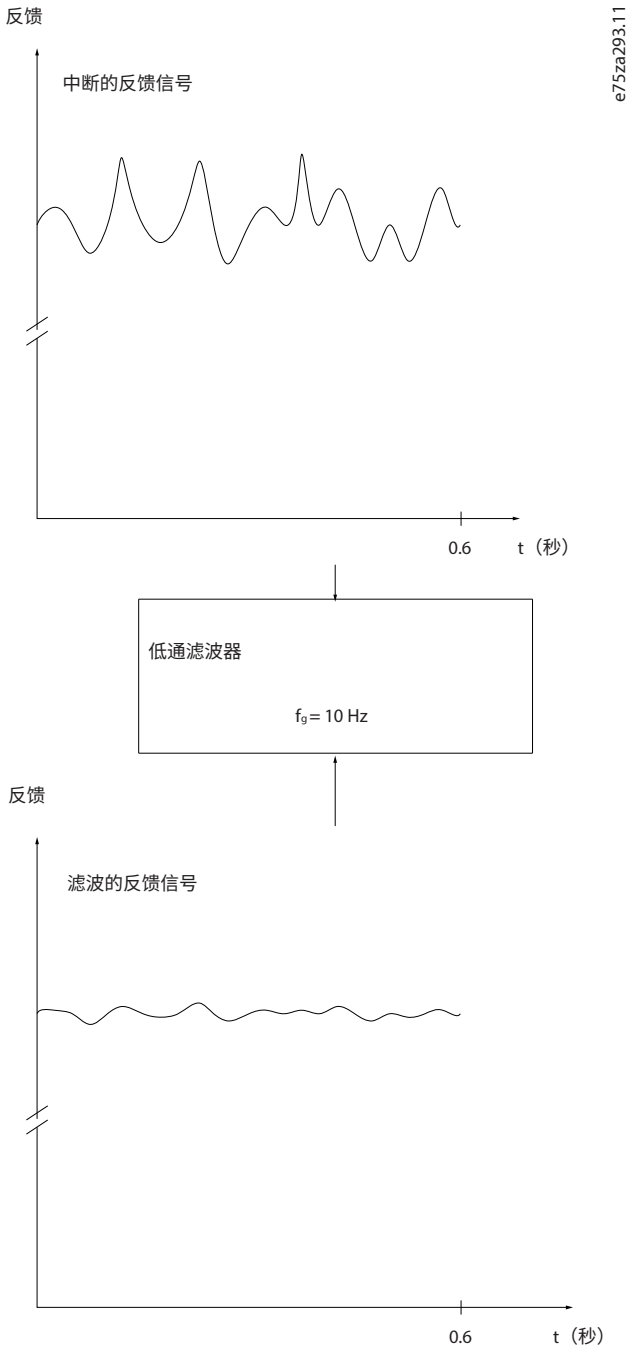 反馈
e75za293.11
中断的反馈信号
0.6
t（秒）
低通滤波器
fg= 10 Hz
反馈
滤波的反馈信号
0.6
t（秒）